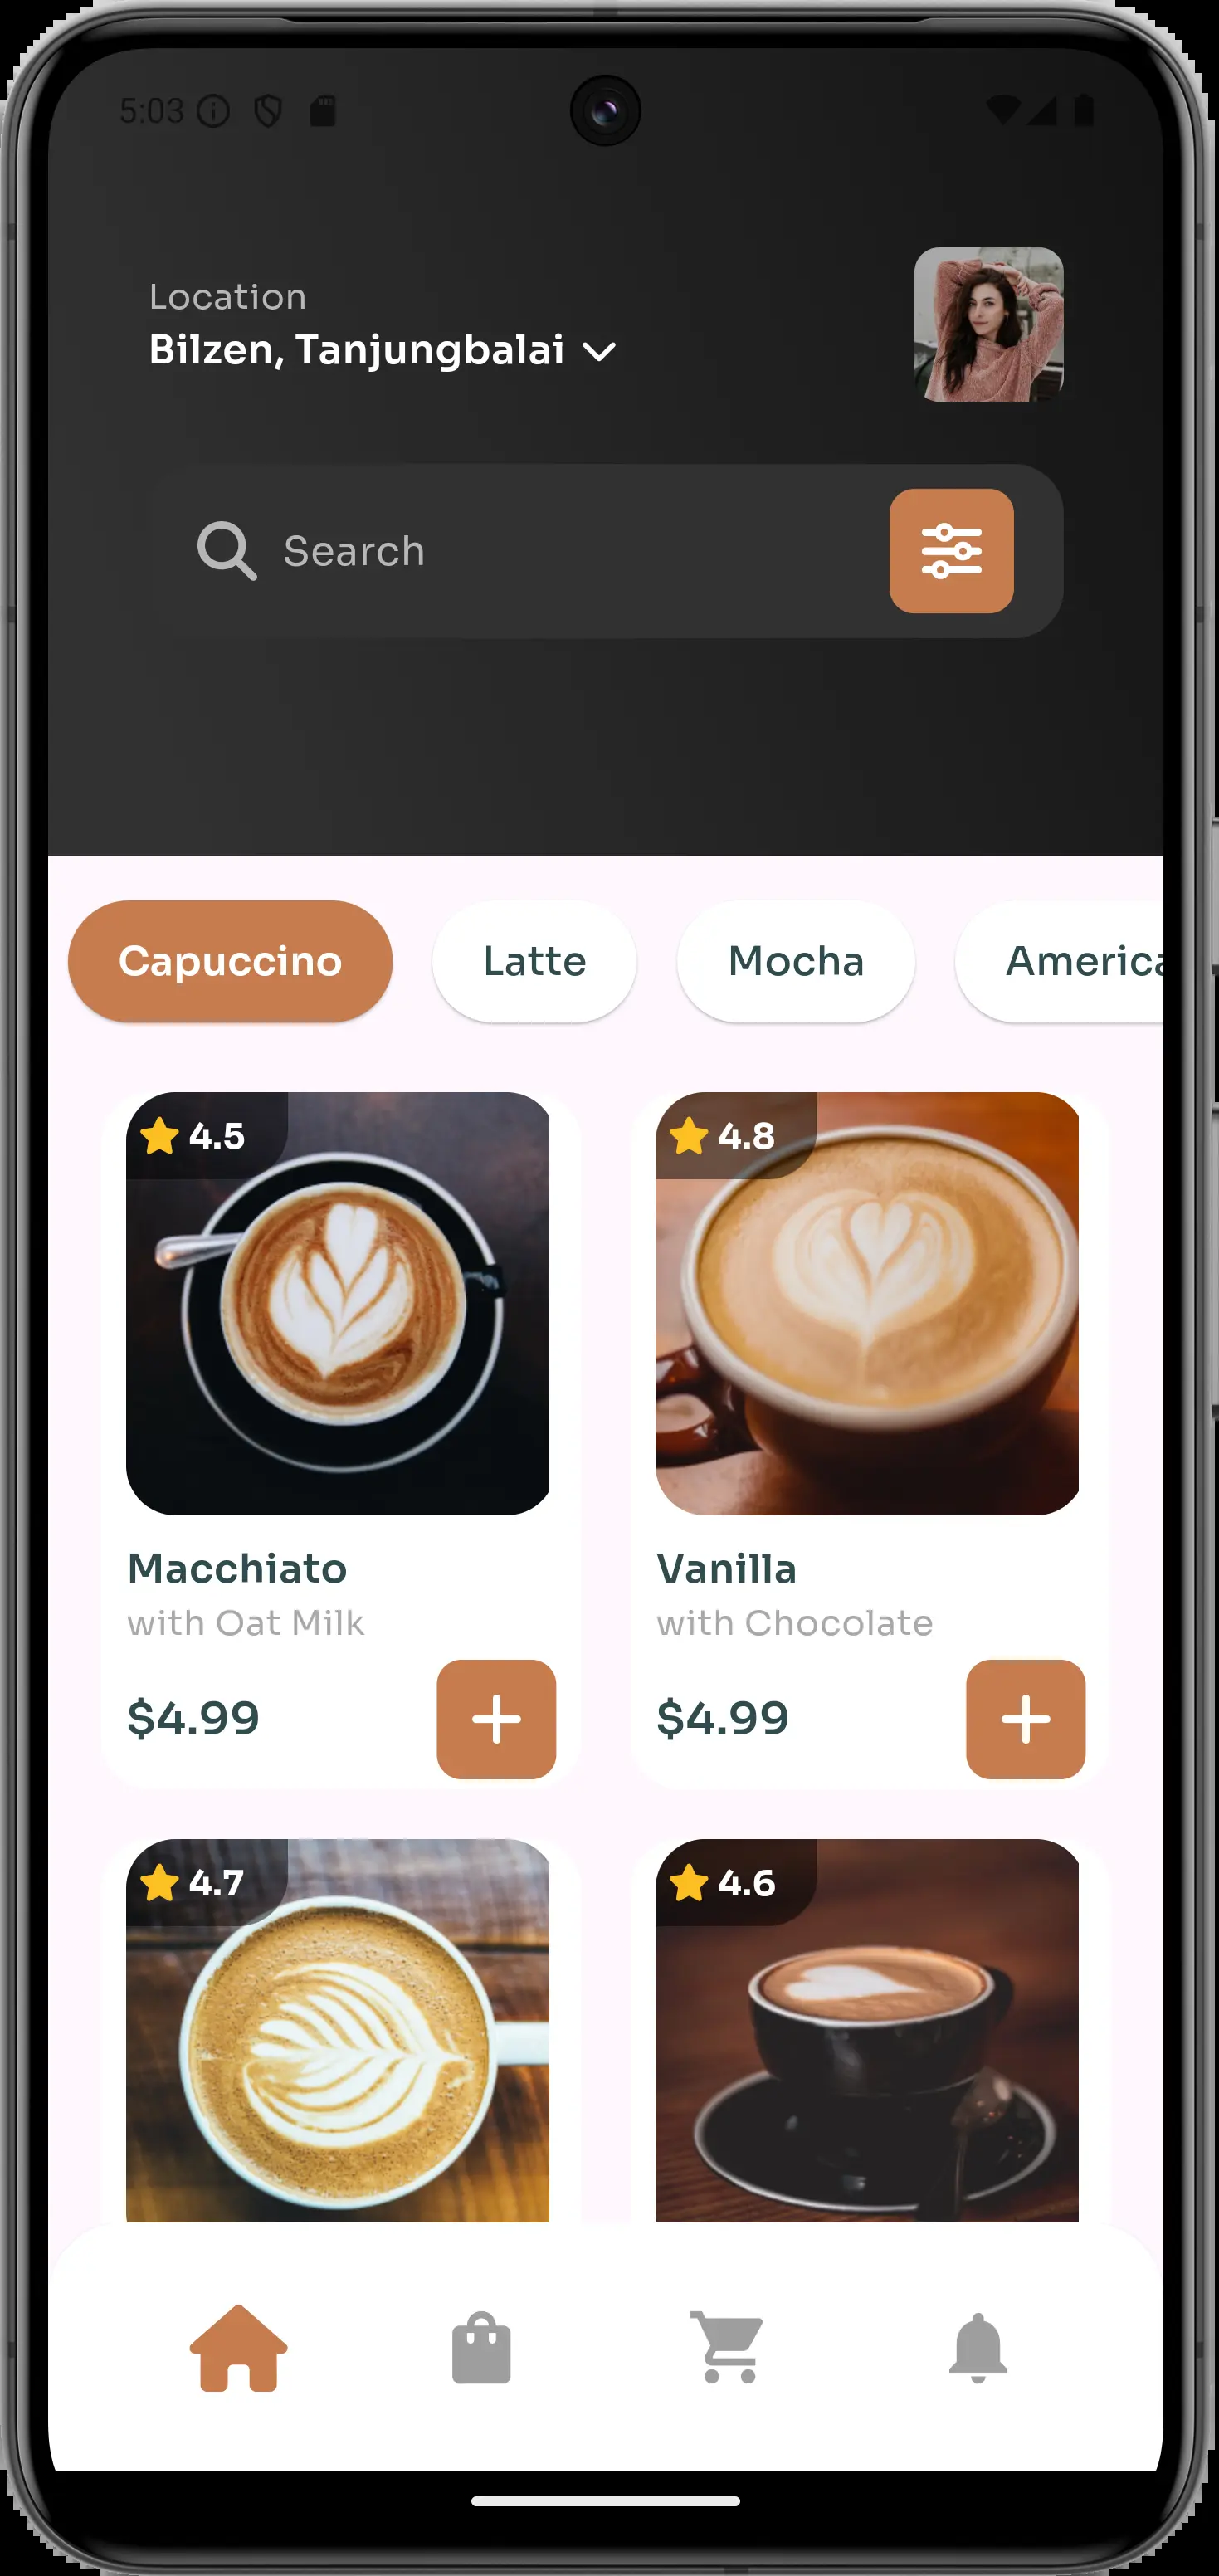 5:03
Location
Bilzen, Tanjungbalai
Search
Capuccino Latte Mocha America
4.5 4.8
Macchiato Vanilla
with Oat Milk with Chocolate
$4.99 $4.99
4.7 4.6